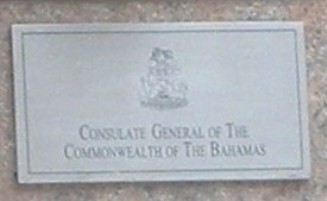 Consulate General of The
Commonwealth of The Bahamas